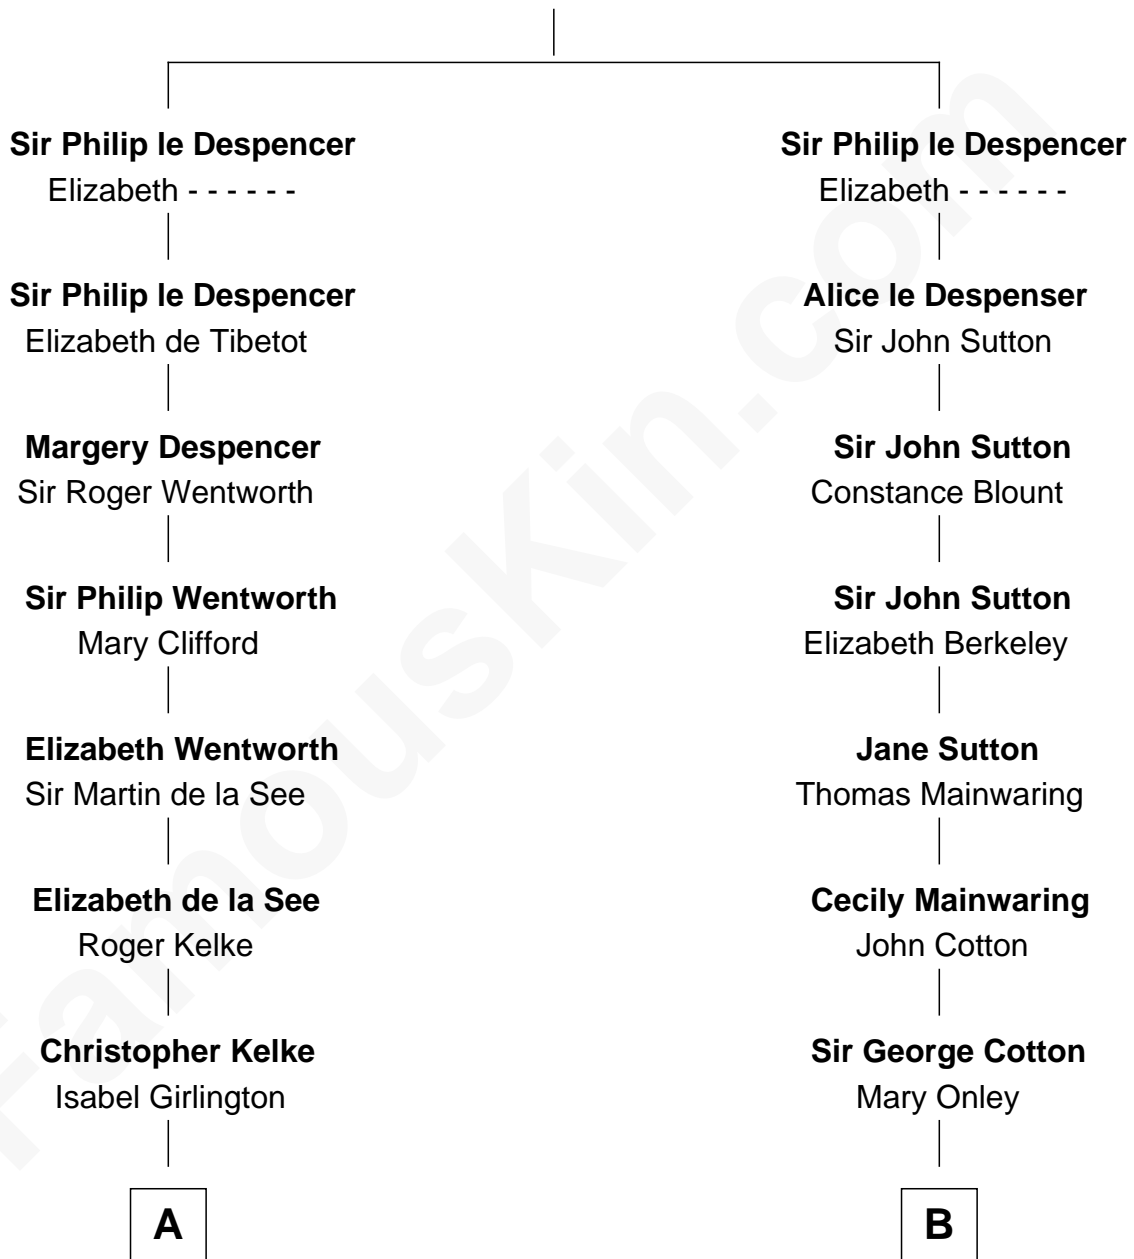 Sir Philip le Despencer
Elizabeth - - - - - -
Sir Philip le Despencer
Elizabeth de Tibetot
Margery Despencer
Sir Roger Wentworth
Sir Philip Wentworth
Mary Clifford
Elizabeth Wentworth
Sir Martin de la See
Elizabeth de la See
Roger Kelke
Christopher Kelke
Isabel Girlington
A
Sir Philip le Despencer
Elizabeth - - - - - -
Alice le Despenser
Sir John Sutton
Sir John Sutton
Constance Blount
Sir John Sutton
Elizabeth Berkeley
Jane Sutton
Thomas Mainwaring
Cecily Mainwaring
John Cotton
Sir George Cotton
Mary Onley
B
FamousKin.com